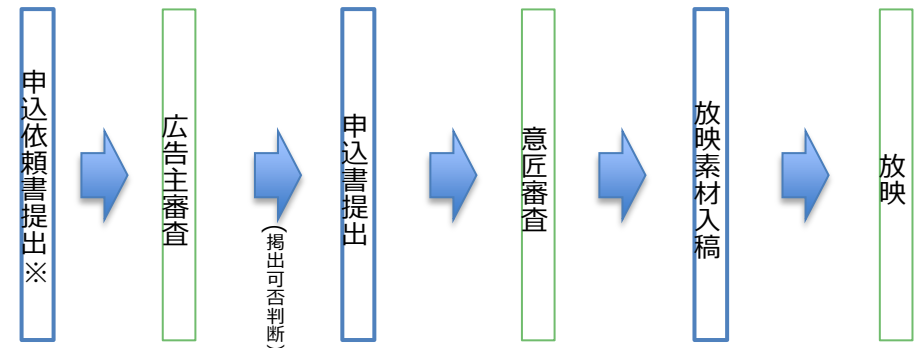 申込依頼書提出※
広告主審査
(掲出可否判断)
申込書提出
意匠審査
放映素材入稿
放映